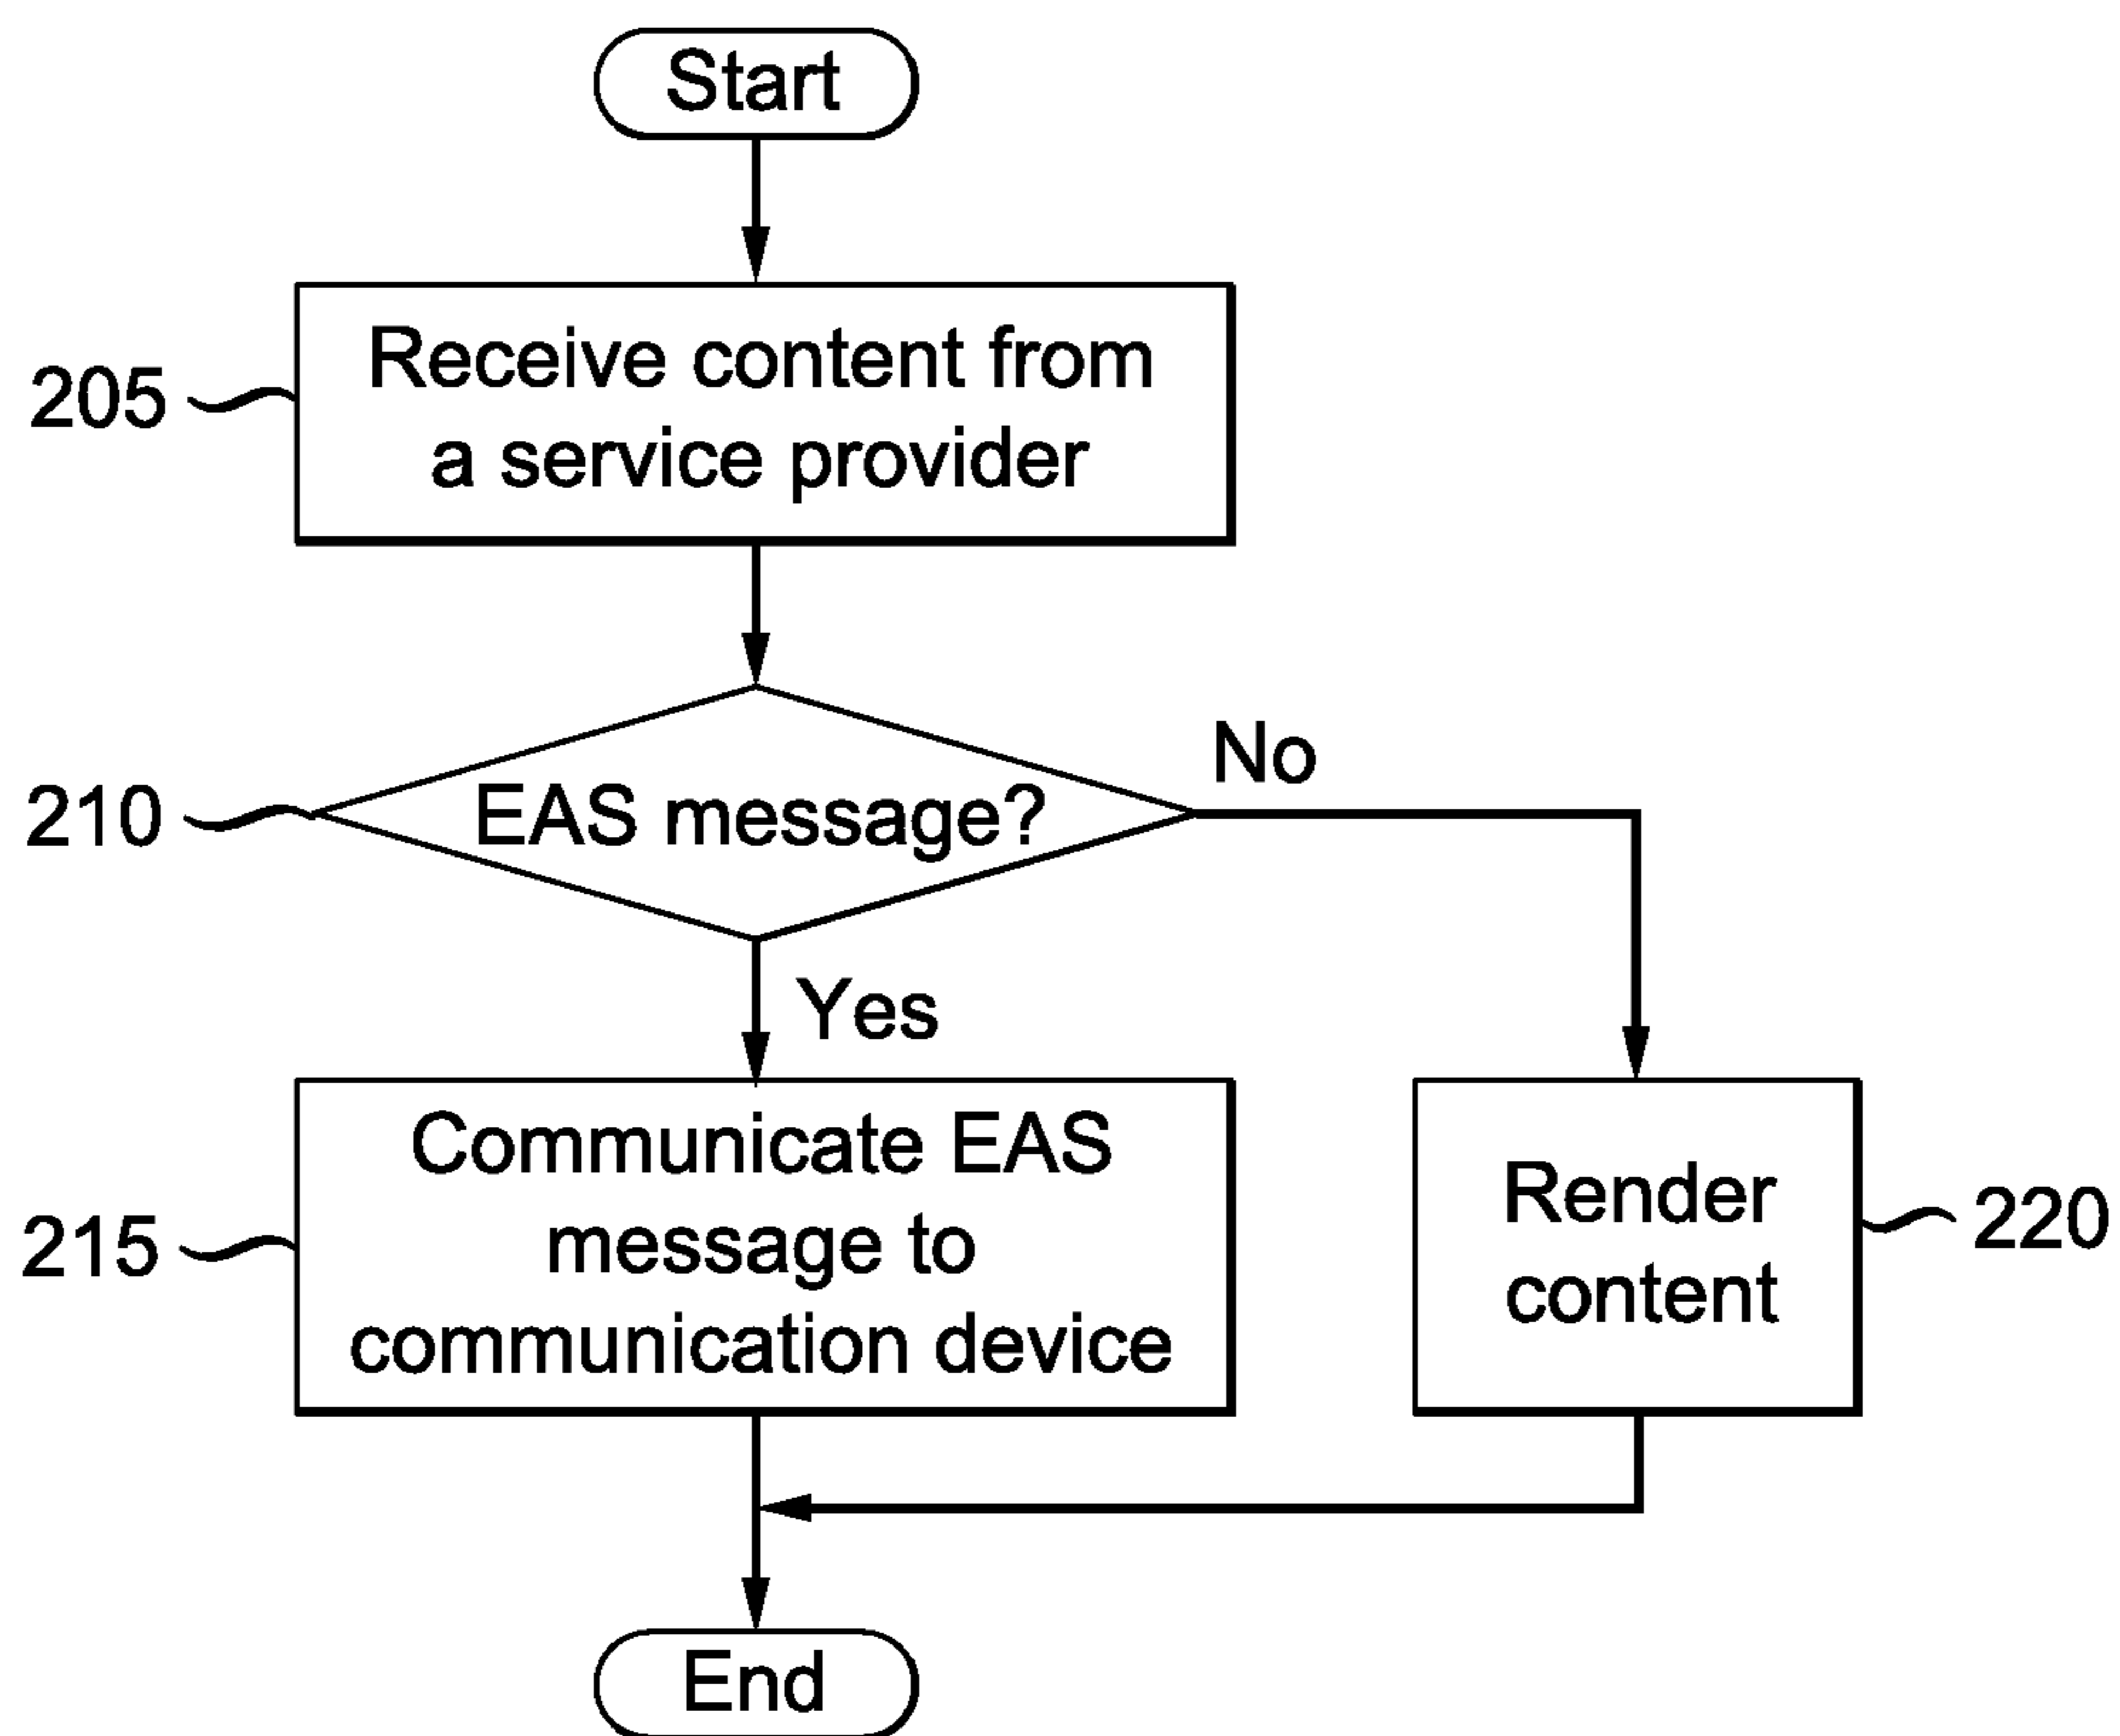 Start
205
Receive content from
a service provider
210
EAS message?
No
Yes
215
Communicate EAS
message to
communication device
Render
content
220
End